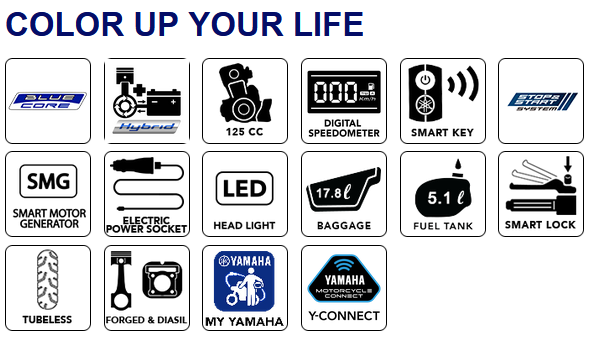 COLOR UP YOUR LIFE
BLUE
CORE
Hybrid
125 CC
000
Km/h
DIGITAL
SPEEDOMETER
SMART KEY
STOP&
START
SYSTEM
SMG
SMART MOTOR
GENERATOR
ELECTRIC
POWER SOCKET
LED
HEAD LIGHT
17.8 ℓ
BAGGAGE
5.1 ℓ
FUEL TANK
SMART LOCK
TUBELESS
FORGED & DIASIL
YAMAHA
MY YAMAHA
YAMAHA
MOTORCYCLE
CONNECT
Y-CONNECT